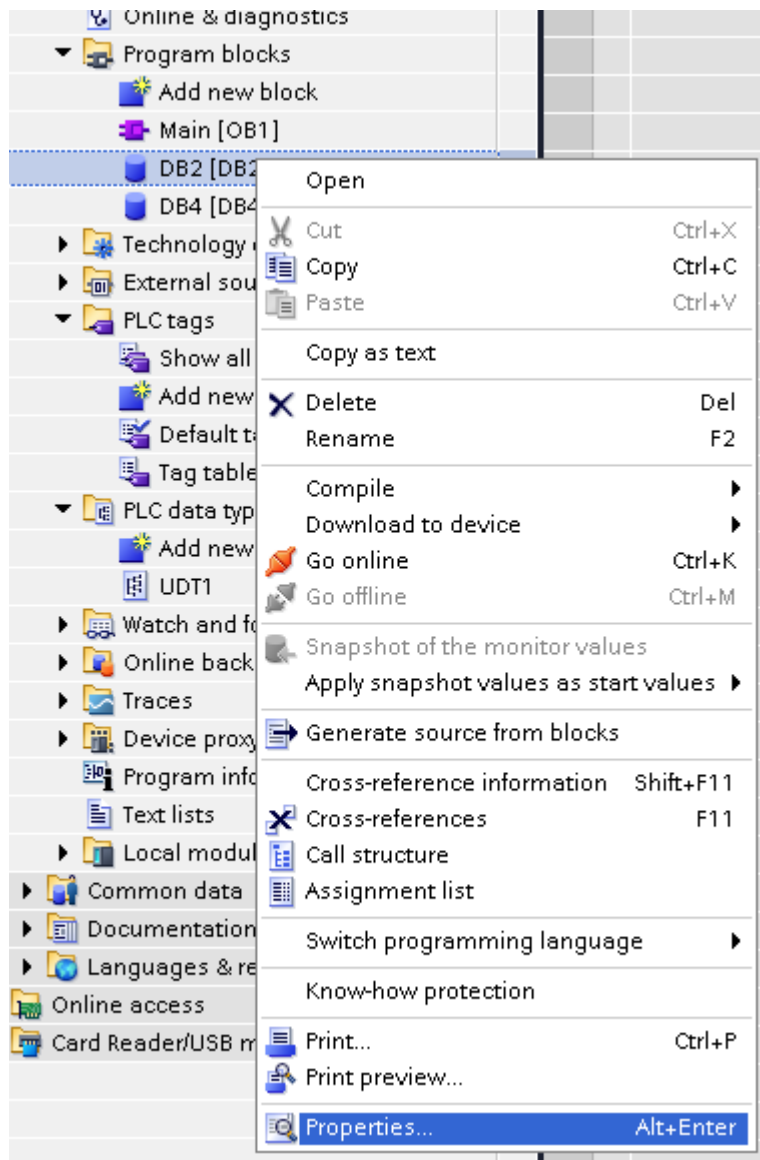 Online & diagnostics
Program blocks
Add new block
Main [OB1]
DB2 [DB2
DB4 [DB4
Technology
External sou
PLC tags
Show all
Add new
Default t
Tag table
PLC data typ
Add new
UDT1
Watch and fo
Online back
Traces
Device proxy
Program info
Text lists
Local modul
Common data
Documentation
Languages & re
Online access
Card Reader/USB m
Open
Cut Ctrl+X
Copy Ctrl+C
Paste Ctrl+V
Copy as text
Delete Del
Rename F2
Compile
Download to device
Go online Ctrl+K
Go offline Ctrl+M
Snapshot of the monitor values
Apply snapshot values as start values
Generate source from blocks
Cross-reference information Shift+F11
Cross-references F11
Call structure
Assignment list
Switch programming language
Know-how protection
Print... Ctrl+P
Print preview...
Properties... Alt+Enter